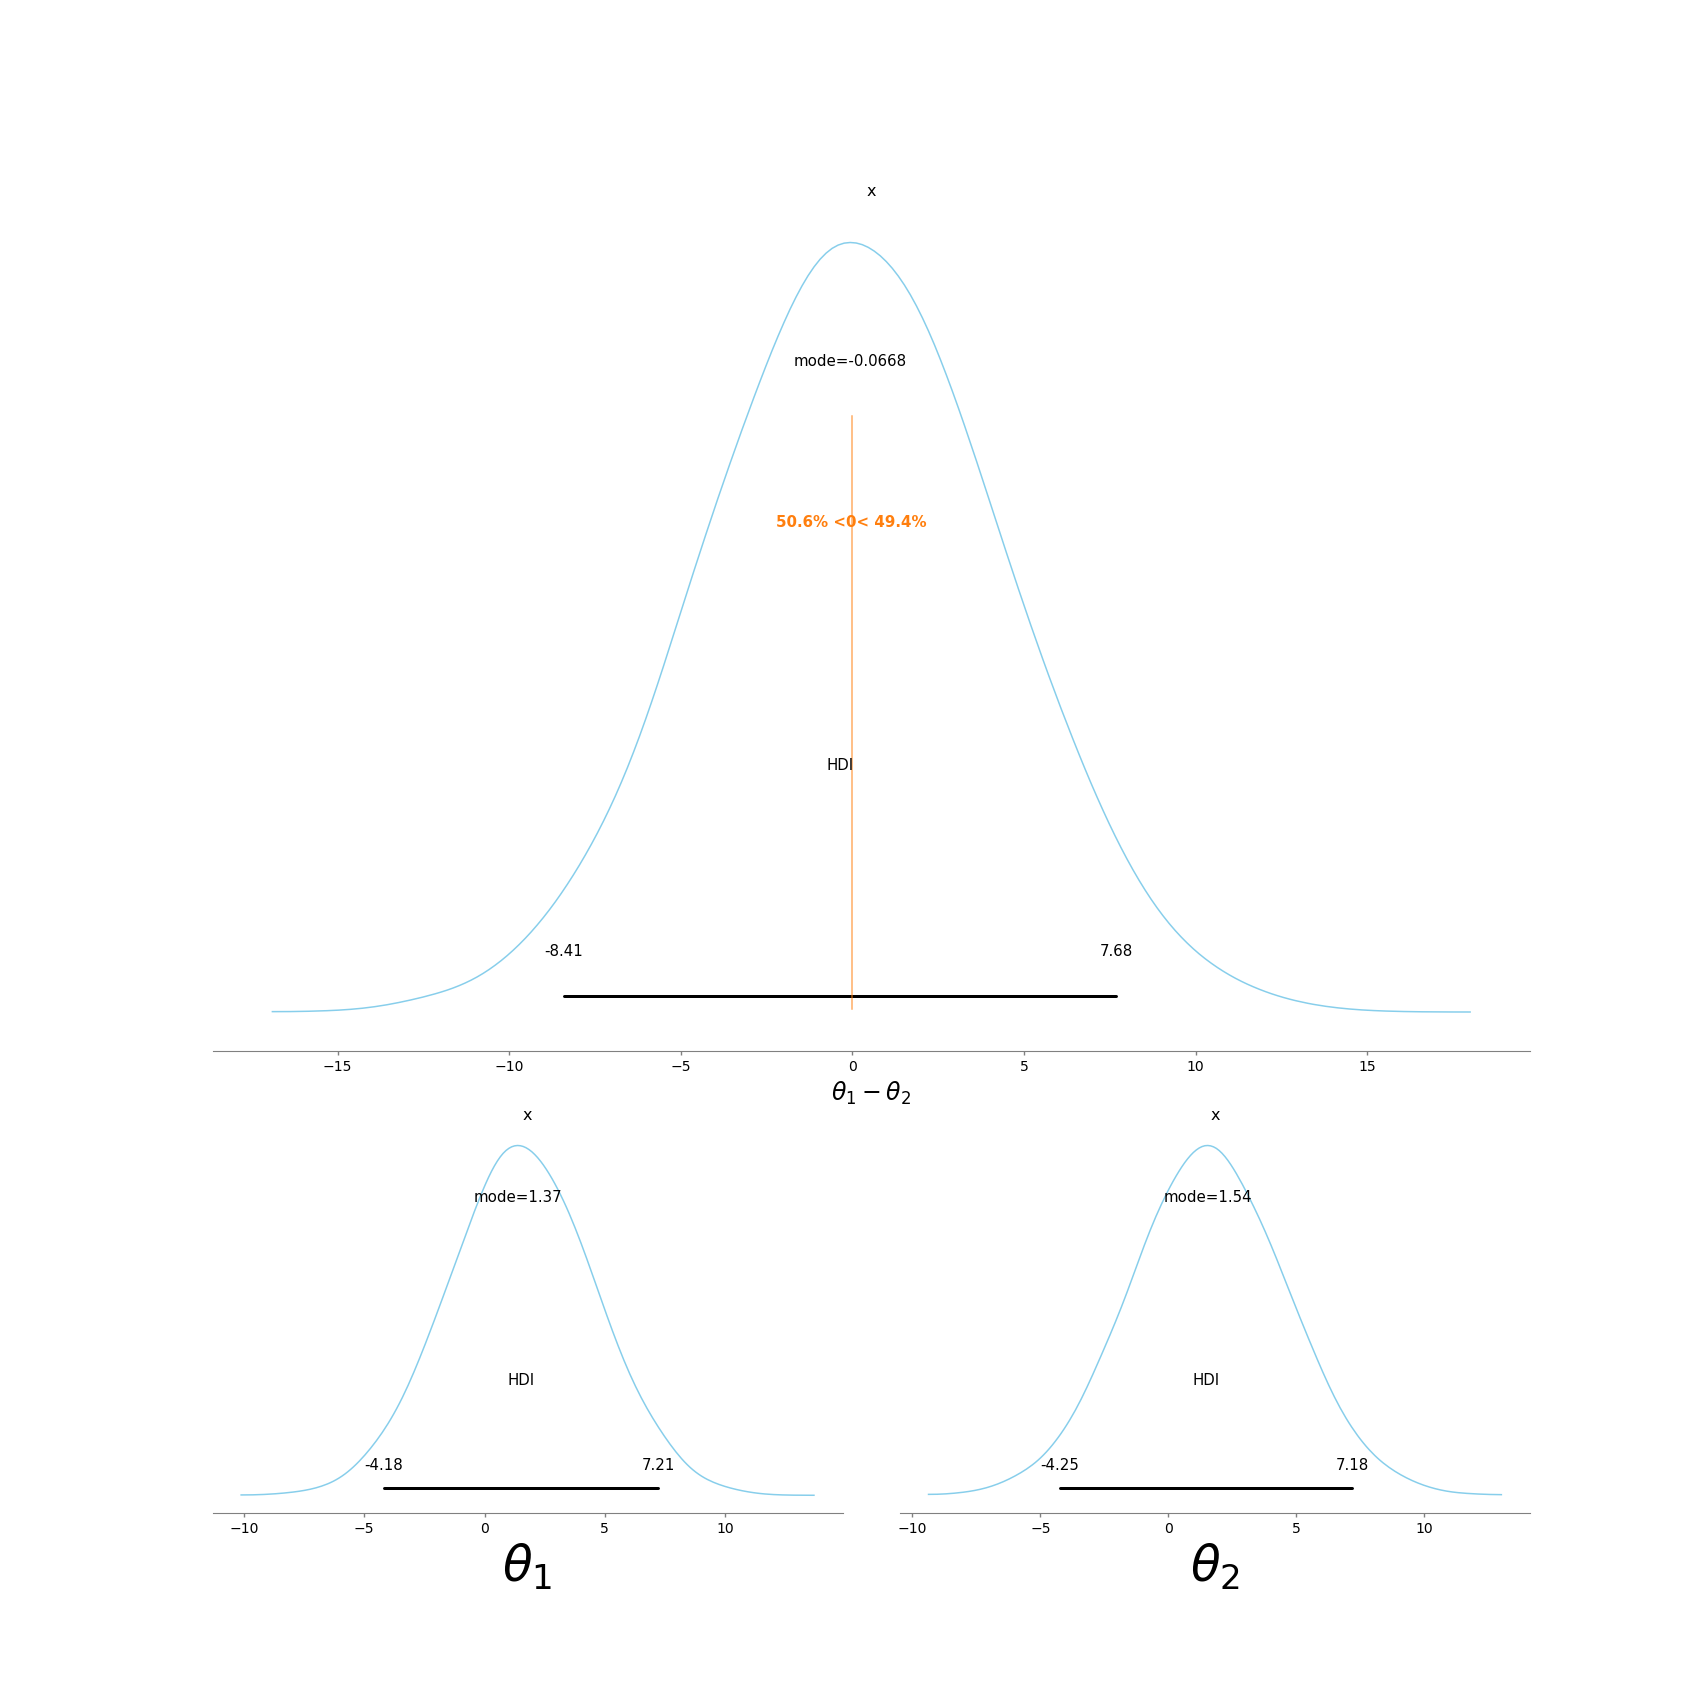 x
mode=-0.0668
50.6% <0< 49.4%
HDI
-8.41 7.68
−15 −10 −5 0 5 10 15
θ₁ − θ₂
x x
mode=1.37 mode=1.54
HDI HDI
-4.18 7.21 -4.25 7.18
−10 −5 0 5 10 −10 −5 0 5 10
θ₁ θ₂